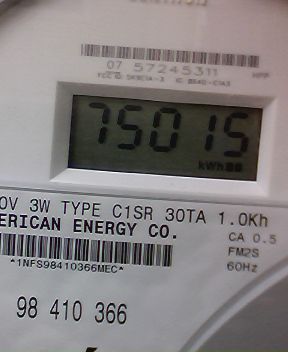 07 57245311
75015
kWh
0V 3W TYPE C1SR 30TA 1.0Kh
ERICAN ENERGY CO.
CA 0.5
FM2S
60Hz
*1NFS98410366MEC*
98 410 366